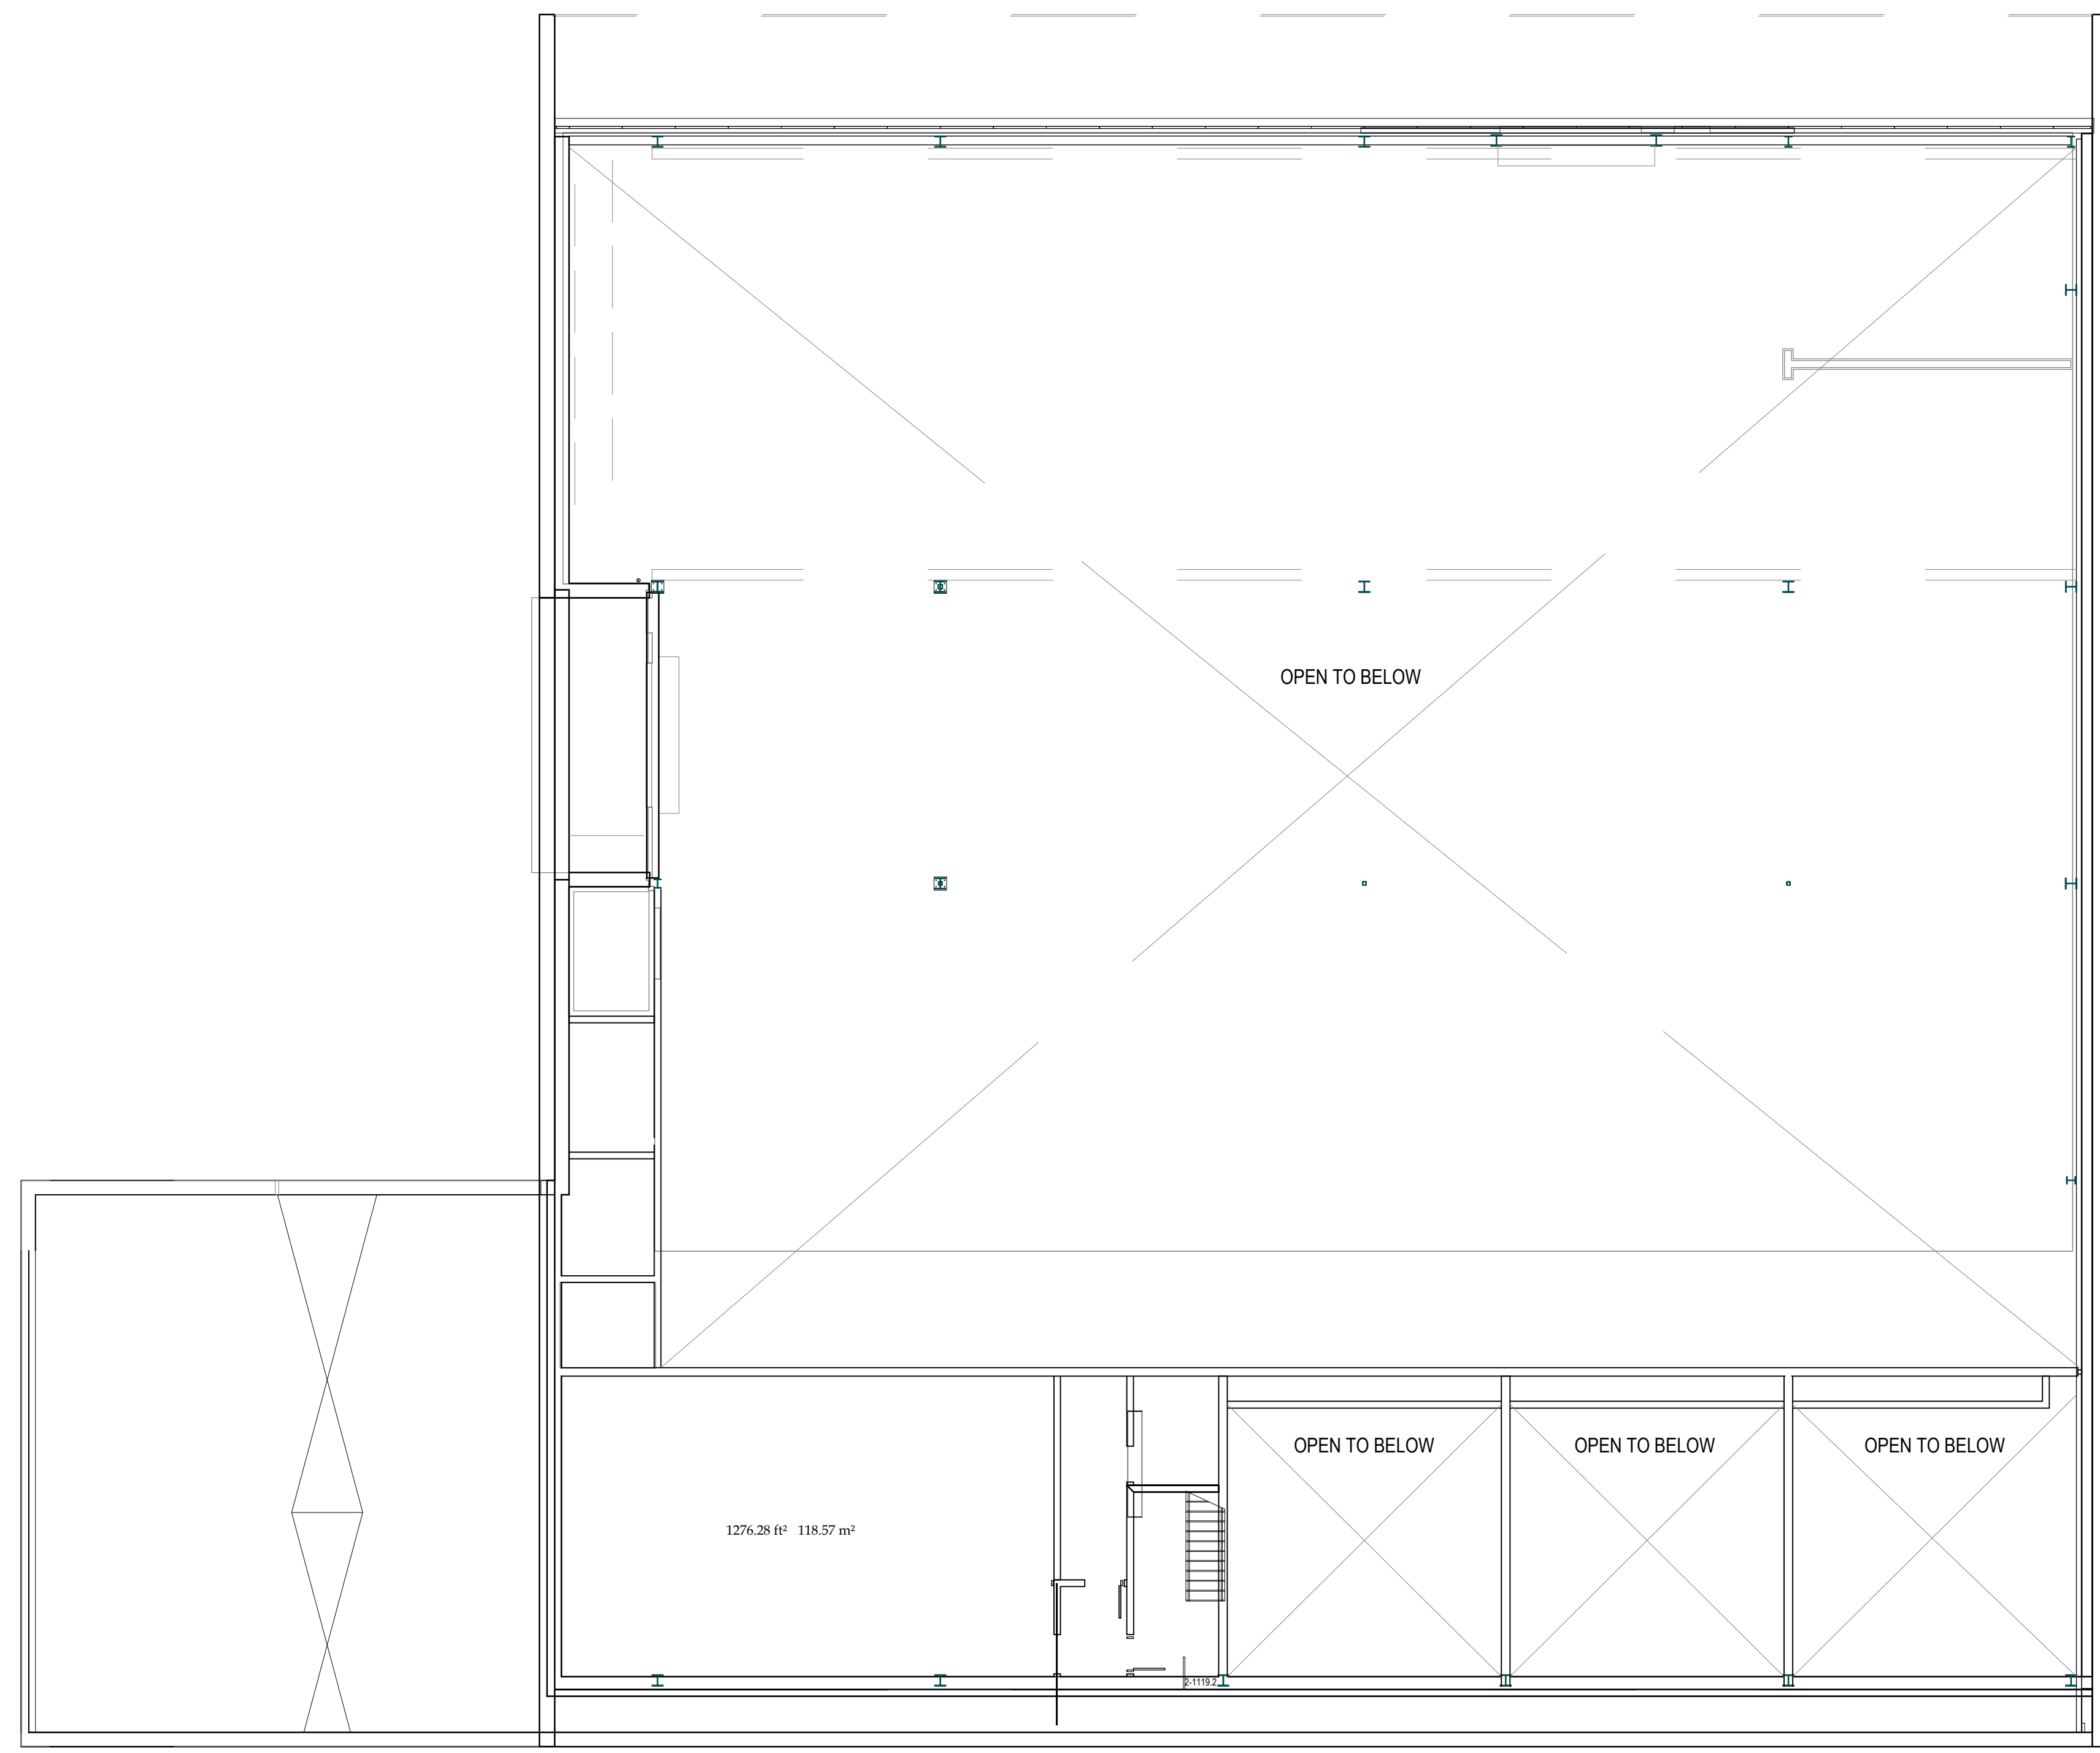 OPEN TO BELOW
OPEN TO BELOW OPEN TO BELOW OPEN TO BELOW
1276.28 ft² 118.57 m²
2-1119.2